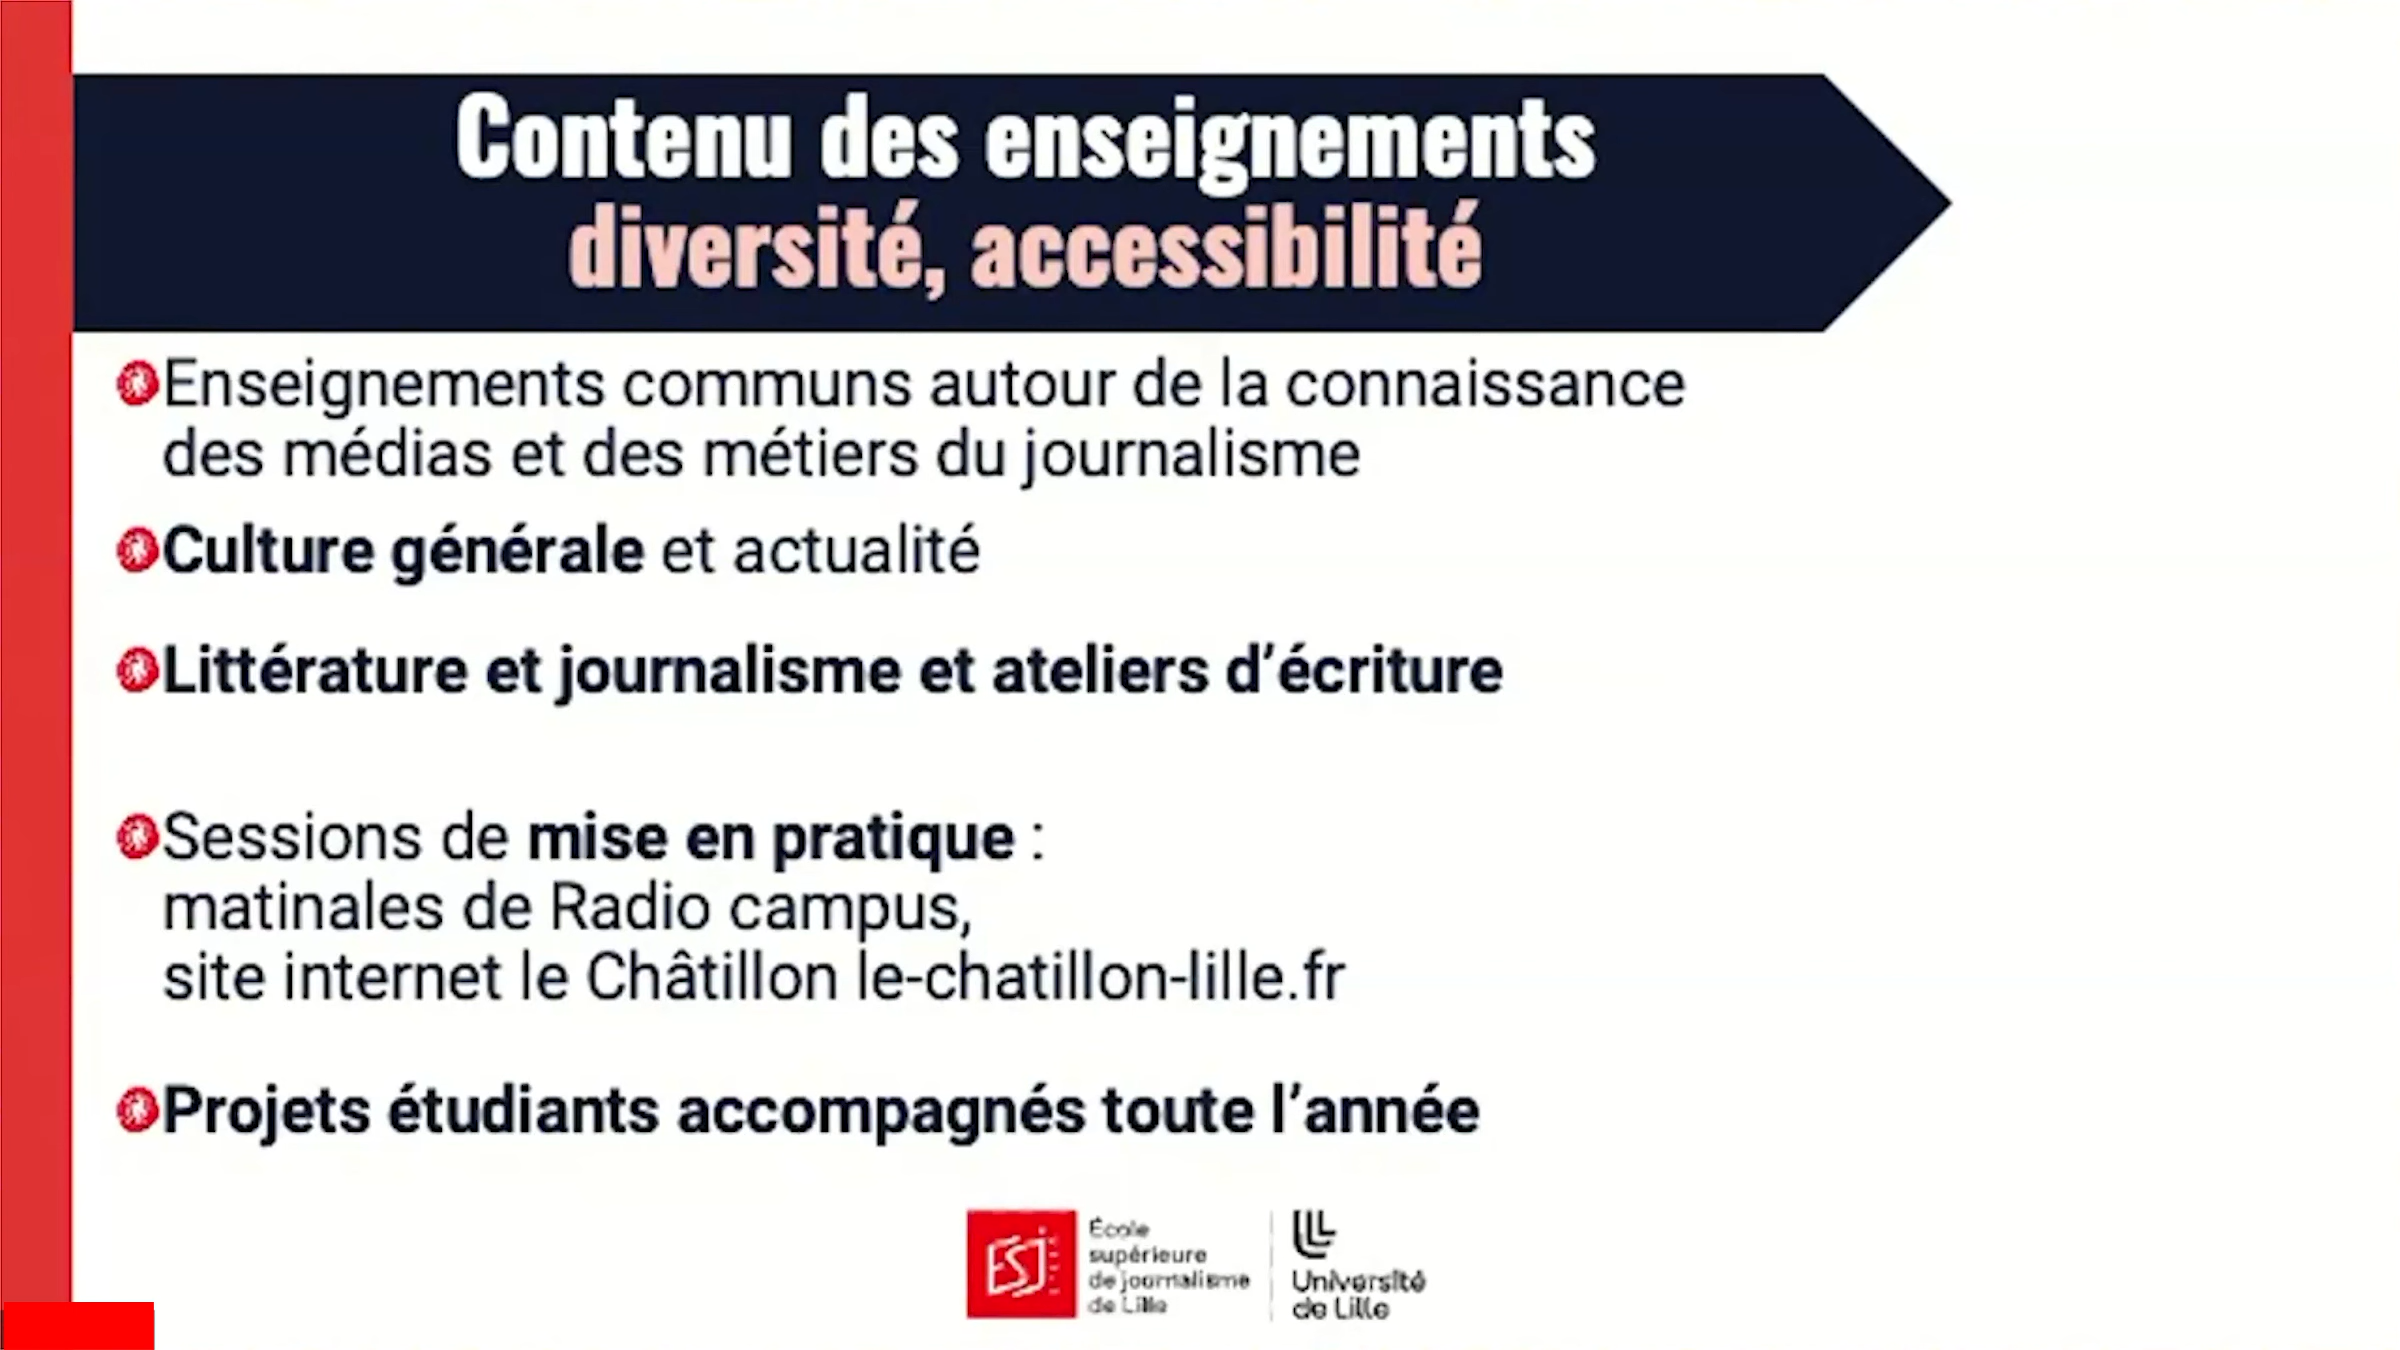 Contenu des enseignements
diversité, accessibilité
Enseignements communs autour de la connaissance
des médias et des métiers du journalisme
Culture générale et actualité
Littérature et journalisme et ateliers d’écriture
Sessions de mise en pratique :
matinales de Radio campus,
site internet le Châtillon le-chatillon-lille.fr
Projets étudiants accompagnés toute l’année
ESJ
École
supérieure
de journalisme
de Lille
Université
de Lille